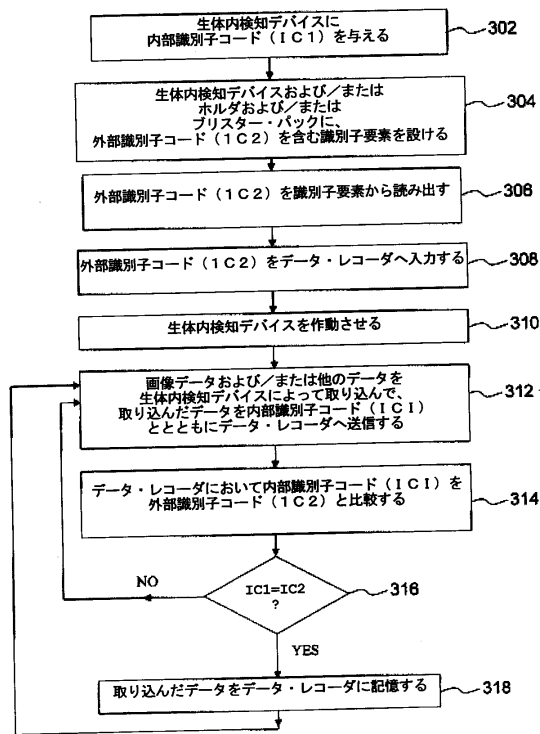 生体内検知デバイスに
内部識別子コード(IC1)を与える
302
生体内検知デバイスおよび/または
ホルダおよび/または
ブリスター・パックに、
外部識別子コード(1C2)を含む識別子要素を設ける
304
外部識別子コード(1C2)を識別子要素から読み出す
306
外部識別子コード(1C2)をデータ・レコーダへ入力する
308
生体内検知デバイスを作動させる
310
画像データおよび/または他のデータを
生体内検知デバイスによって取り込んで、
取り込んだデータを内部識別子コード(ICI)
ととともにデータ・レコーダへ送信する
312
データ・レコーダにおいて内部識別子コード(ICI)を
外部識別子コード(1C2)と比較する
314
IC1=IC2
?
316
NO
YES
取り込んだデータをデータ・レコーダに記憶する
318